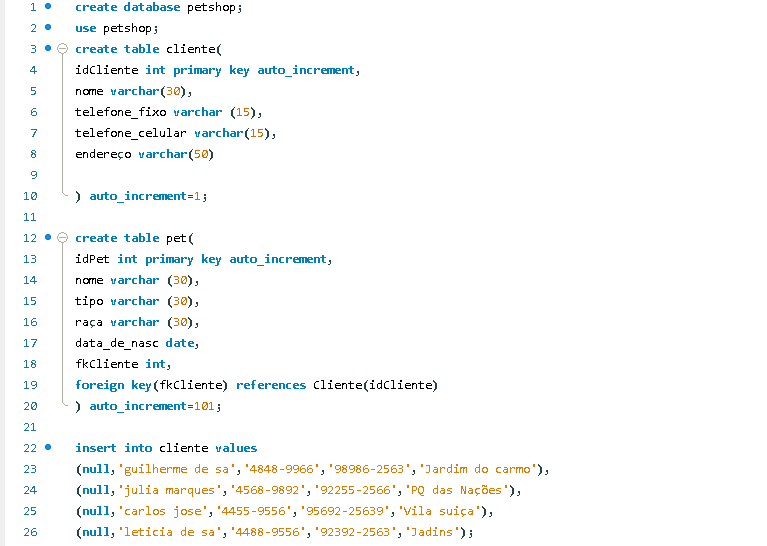 1 create database petshop;
2 use petshop;
3 create table cliente(
4 idCliente int primary key auto_increment,
5 nome varchar(30),
6 telefone_fixo varchar (15),
7 telefone_celular varchar(15),
8 endereço varchar(50)
9
10 ) auto_increment=1;
11
12 create table pet(
13 idPet int primary key auto_increment,
14 nome varchar (30),
15 tipo varchar (30),
16 raça varchar (30),
17 data_de_nasc date,
18 fkCliente int,
19 foreign key(fkCliente) references Cliente(idCliente)
20 ) auto_increment=101;
21
22 insert into cliente values
23 (null,'guilherme de sa','4848-9966','98986-2563','Jardim do carmo'),
24 (null,'julia marques','4568-9892','92255-2566','PQ das Nações'),
25 (null,'carlos jose','4455-9556','95692-25639','Vila suiça'),
26 (null,'leticia de sa','4488-9556','92392-2563','Jadins');